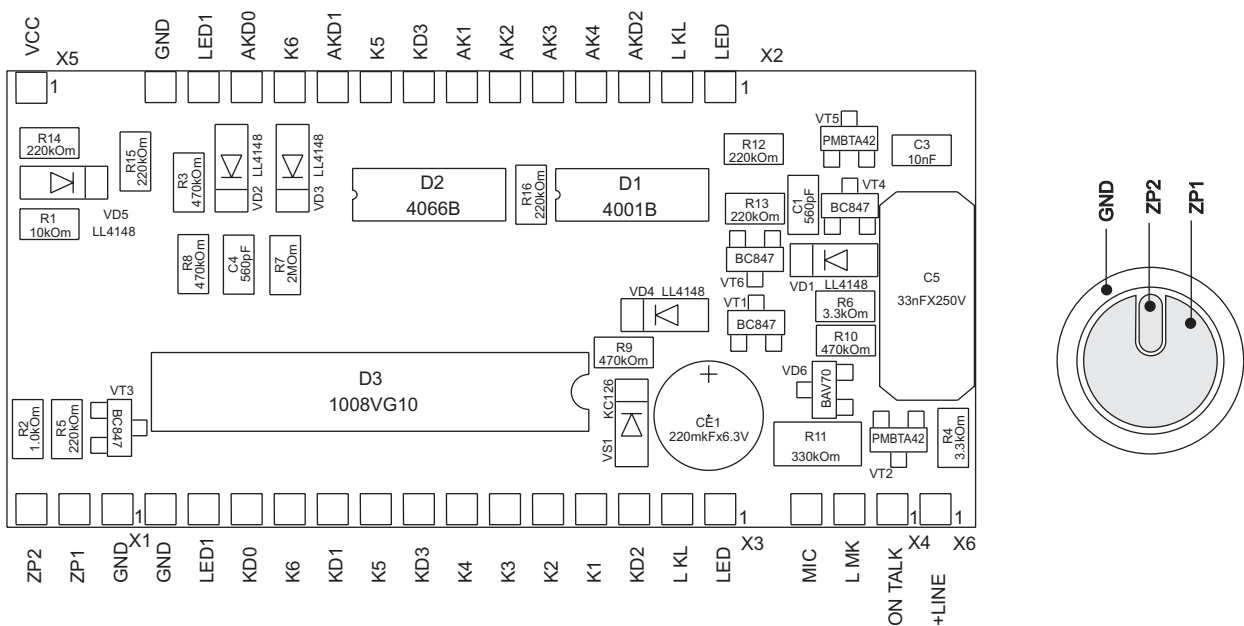 VCC
GND
LED1
AKD0
K6
AKD1
K5
KD3
AK1
AK2
AK3
AK4
AKD2
L KL
LED
X5
X2
1
1
R14
220kOm
R15
220kOm
VD5
LL4148
R1
10kOm
R3
470kOm
VD2 LL4148
VD3 LL4148
R8
470kOm
C4
560pF
R7
2MOm
D2
4066B
R16
220kOm
D1
4001B
R12
220kOm
VT5
PMBTA42
C3
10nF
R13
220kOm
C1
560pF
VT4
BC847
BC847
VT6
VD1 LL4148
C5
33nFX250V
VD4 LL4148
VT1
BC847
R6
3.3kOm
R10
470kOm
R9
470kOm
D3
1008VG10
VS1 KC126
CE1
220mkFx6.3V
VD6
BAV70
R11
330kOm
PMBTA42
VT2
R4
3.3kOm
R2
1.0kOm
R5
220kOm
VT3
BC847
1
1
1
1
X1
X3
X4
X6
ZP2
ZP1
GND
GND
LED1
KD0
K6
KD1
K5
KD3
K4
K3
K2
K1
KD2
L KL
LED
MIC
L MK
ON TALK
+LINE
GND
ZP2
ZP1